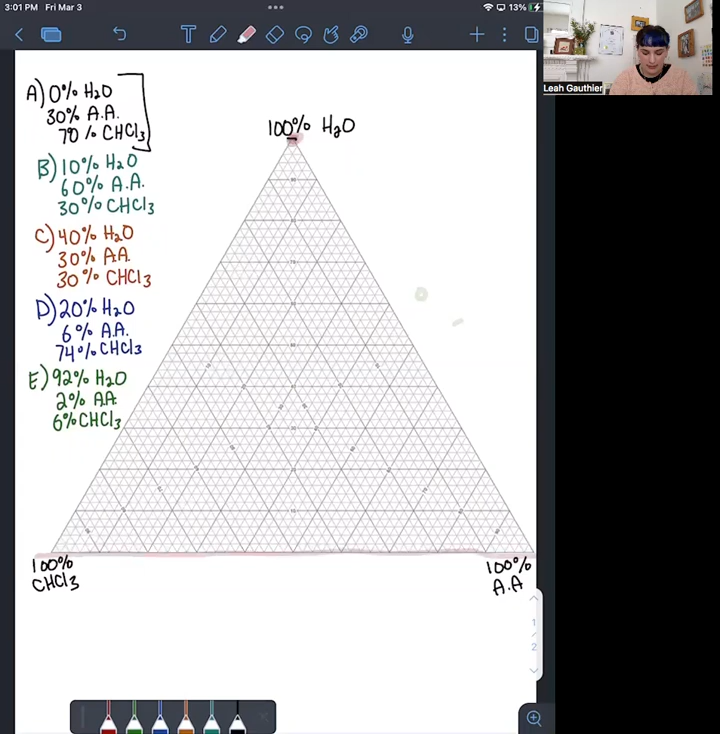 3:01 PM Fri Mar 3
13%
Leah Gauthier
A) 0% H2O
30% A.A.
70% CHCl3
B) 10% H2O
60% A.A.
30% CHCl3
C) 40% H2O
30% A.A.
30% CHCl3
D) 20% H2O
6% A.A.
74% CHCl3
E) 92% H2O
2% A.A.
6% CHCl3
100% H2O
100%
CHCl3
100%
A.A
1
2